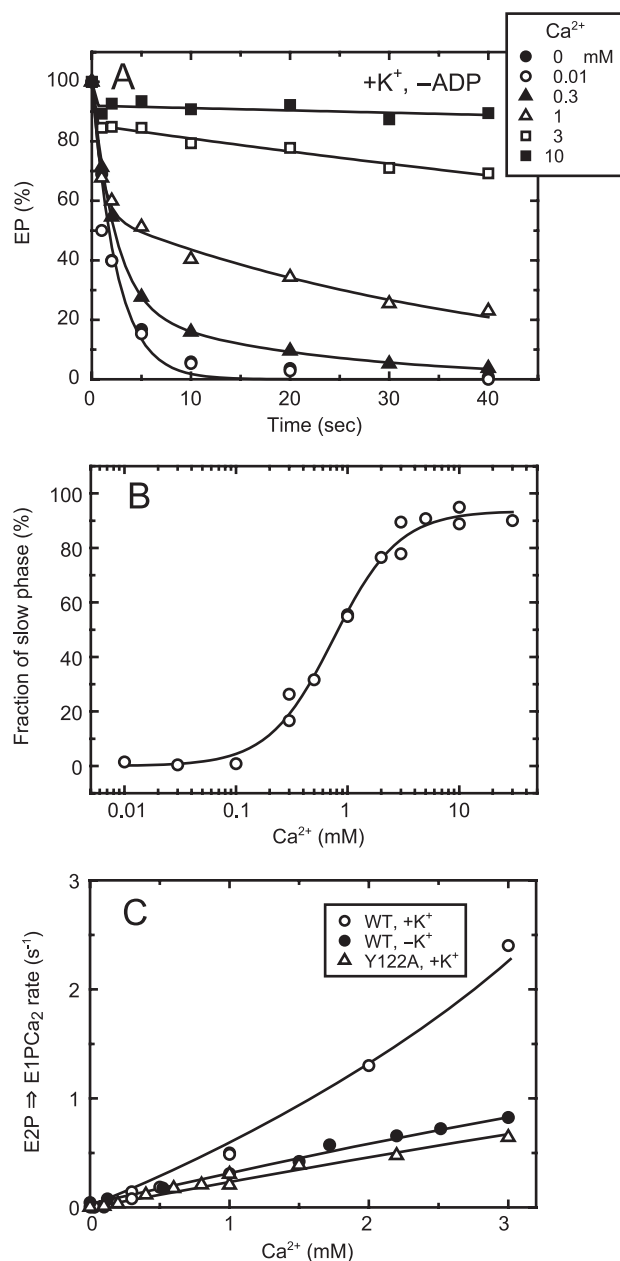 A
+K⁺, –ADP
Ca²⁺
0 mM
0.01
0.3
1
3
10
100
80
60
40
20
0
EP (%)
0 10 20 30 40
Time (sec)
B
100
80
60
40
20
0
Fraction of slow phase (%)
0.01 0.1 1 10
Ca²⁺ (mM)
C
WT, +K⁺
WT, –K⁺
Y122A, +K⁺
3
2
1
0
E2P ⇒ E1PCa₂ rate (s⁻¹)
0 1 2 3
Ca²⁺ (mM)